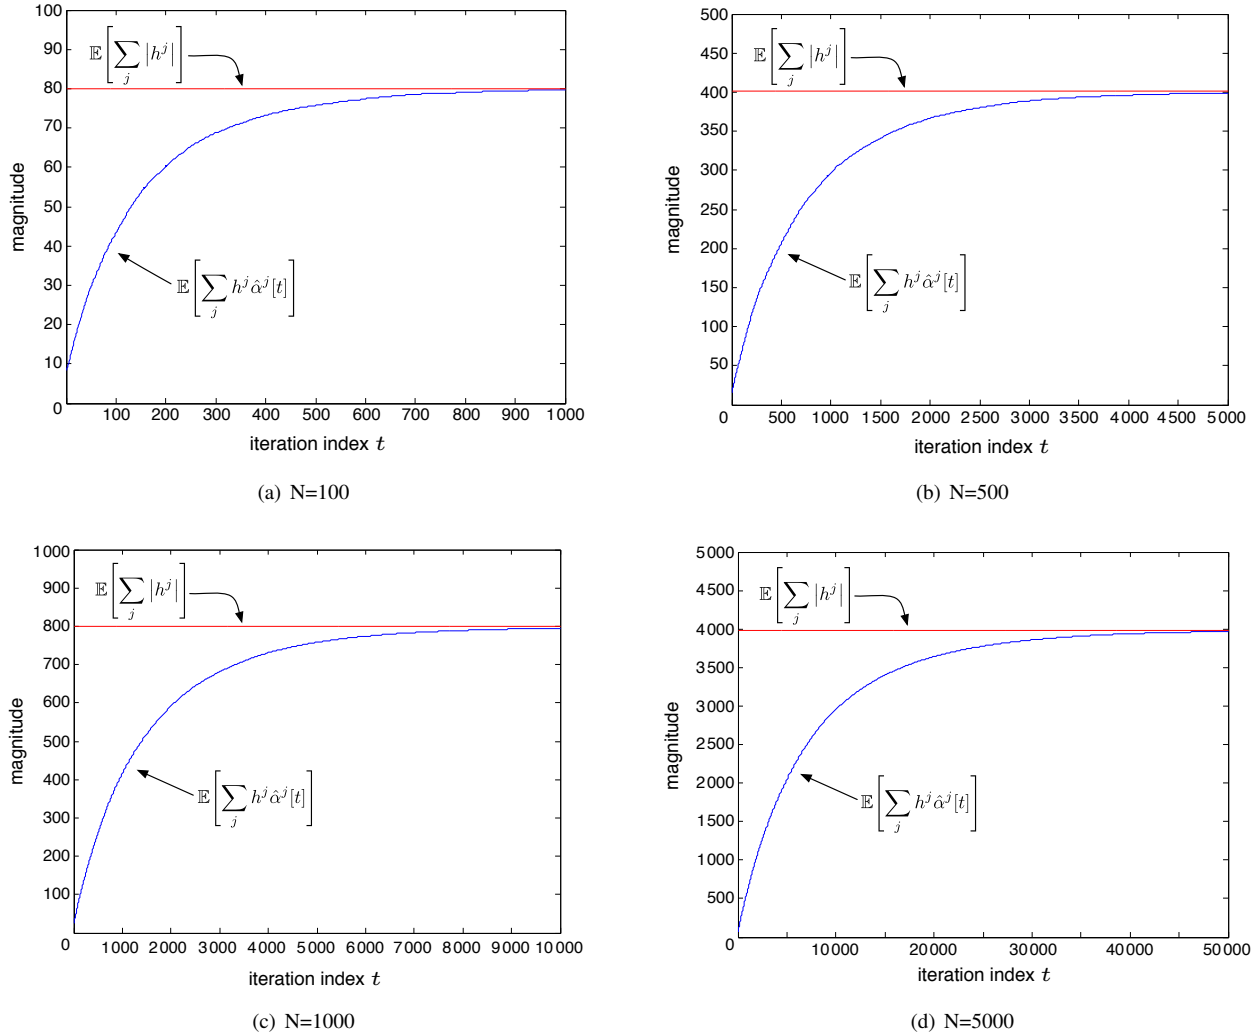 100
90
80
70
60
50
40
30
20
10
0
magnitude
𝔼[∑_j |h^j|]
𝔼[∑_j h^j α̂^j[t]]
100 200 300 400 500 600 700 800 900 1000
iteration index t
(a) N=100
500
450
400
350
300
250
200
150
100
50
0
magnitude
𝔼[∑_j |h^j|]
𝔼[∑_j h^j α̂^j[t]]
500 1000 1500 2000 2500 3000 3500 4000 4500 5000
iteration index t
(b) N=500
1000
900
800
700
600
500
400
300
200
100
0
magnitude
𝔼[∑_j |h^j|]
𝔼[∑_j h^j α̂^j[t]]
1000 2000 3000 4000 5000 6000 7000 8000 9000 10000
iteration index t
(c) N=1000
5000
4500
4000
3500
3000
2500
2000
1500
1000
500
0
magnitude
𝔼[∑_j |h^j|]
𝔼[∑_j h^j α̂^j[t]]
10000 20000 30000 40000 50000
iteration index t
(d) N=5000